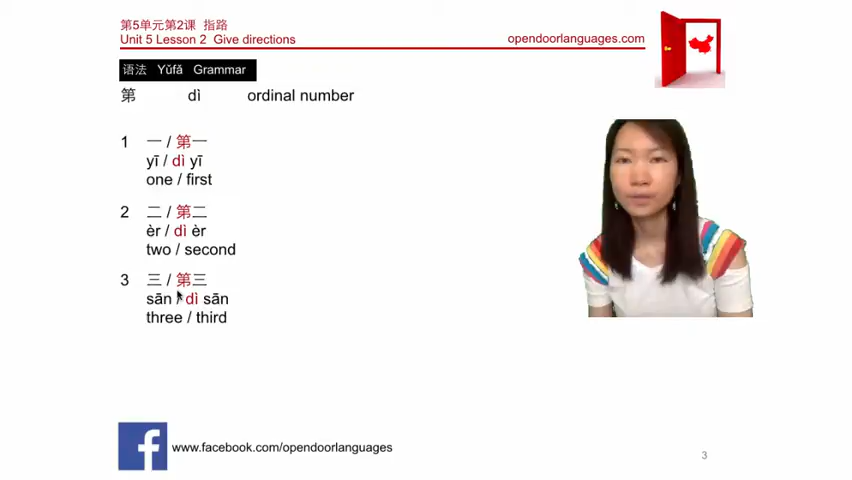 第5单元第2课 指路
Unit 5 Lesson 2 Give directions
opendoorlanguages.com
语法 Yǔfǎ Grammar
第 dì ordinal number
1 一 / 第一
yī / dì yī
one / first
2 二 / 第二
èr / dì èr
two / second
3 三 / 第三
sān / dì sān
three / third
f www.facebook.com/opendoorlanguages
3